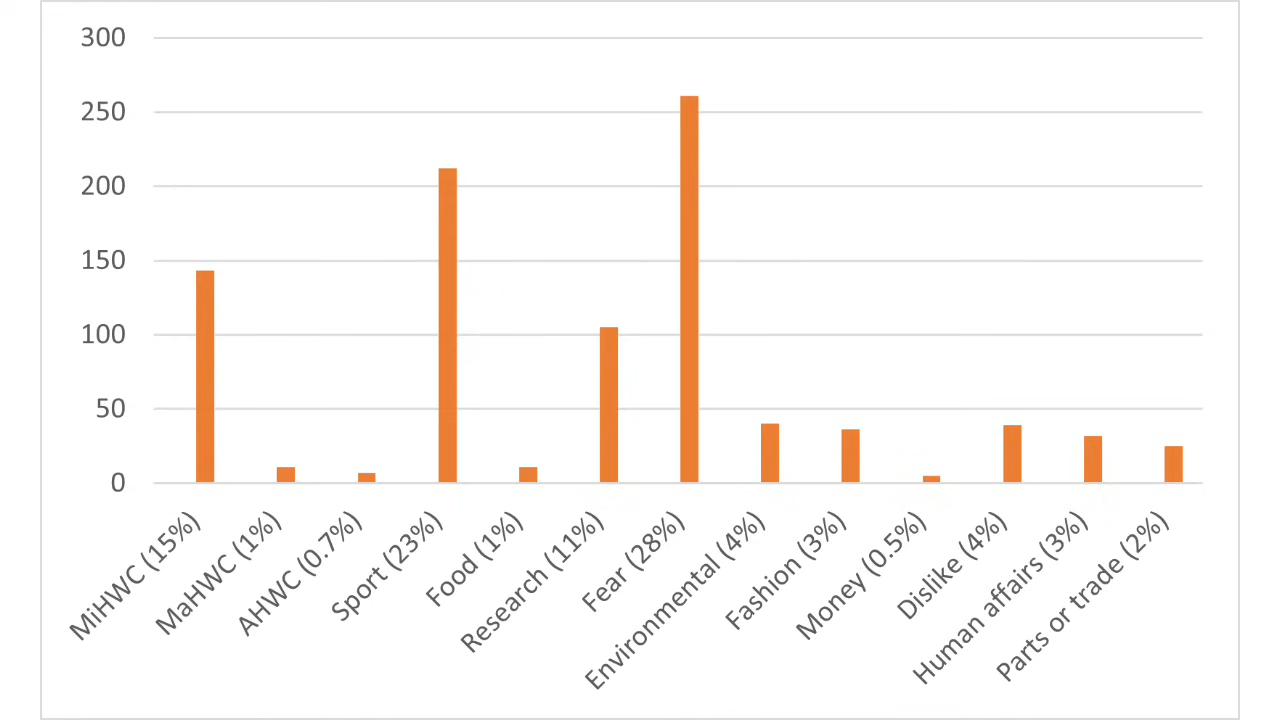 300
250
200
150
100
50
0
MiHWC (15%)
MaHWC (1%)
AHWC (0.7%)
Sport (23%)
Food (1%)
Research (11%)
Fear (28%)
Environmental (4%)
Fashion (3%)
Money (0.5%)
Dislike (4%)
Human affairs (3%)
Parts or trade (2%)